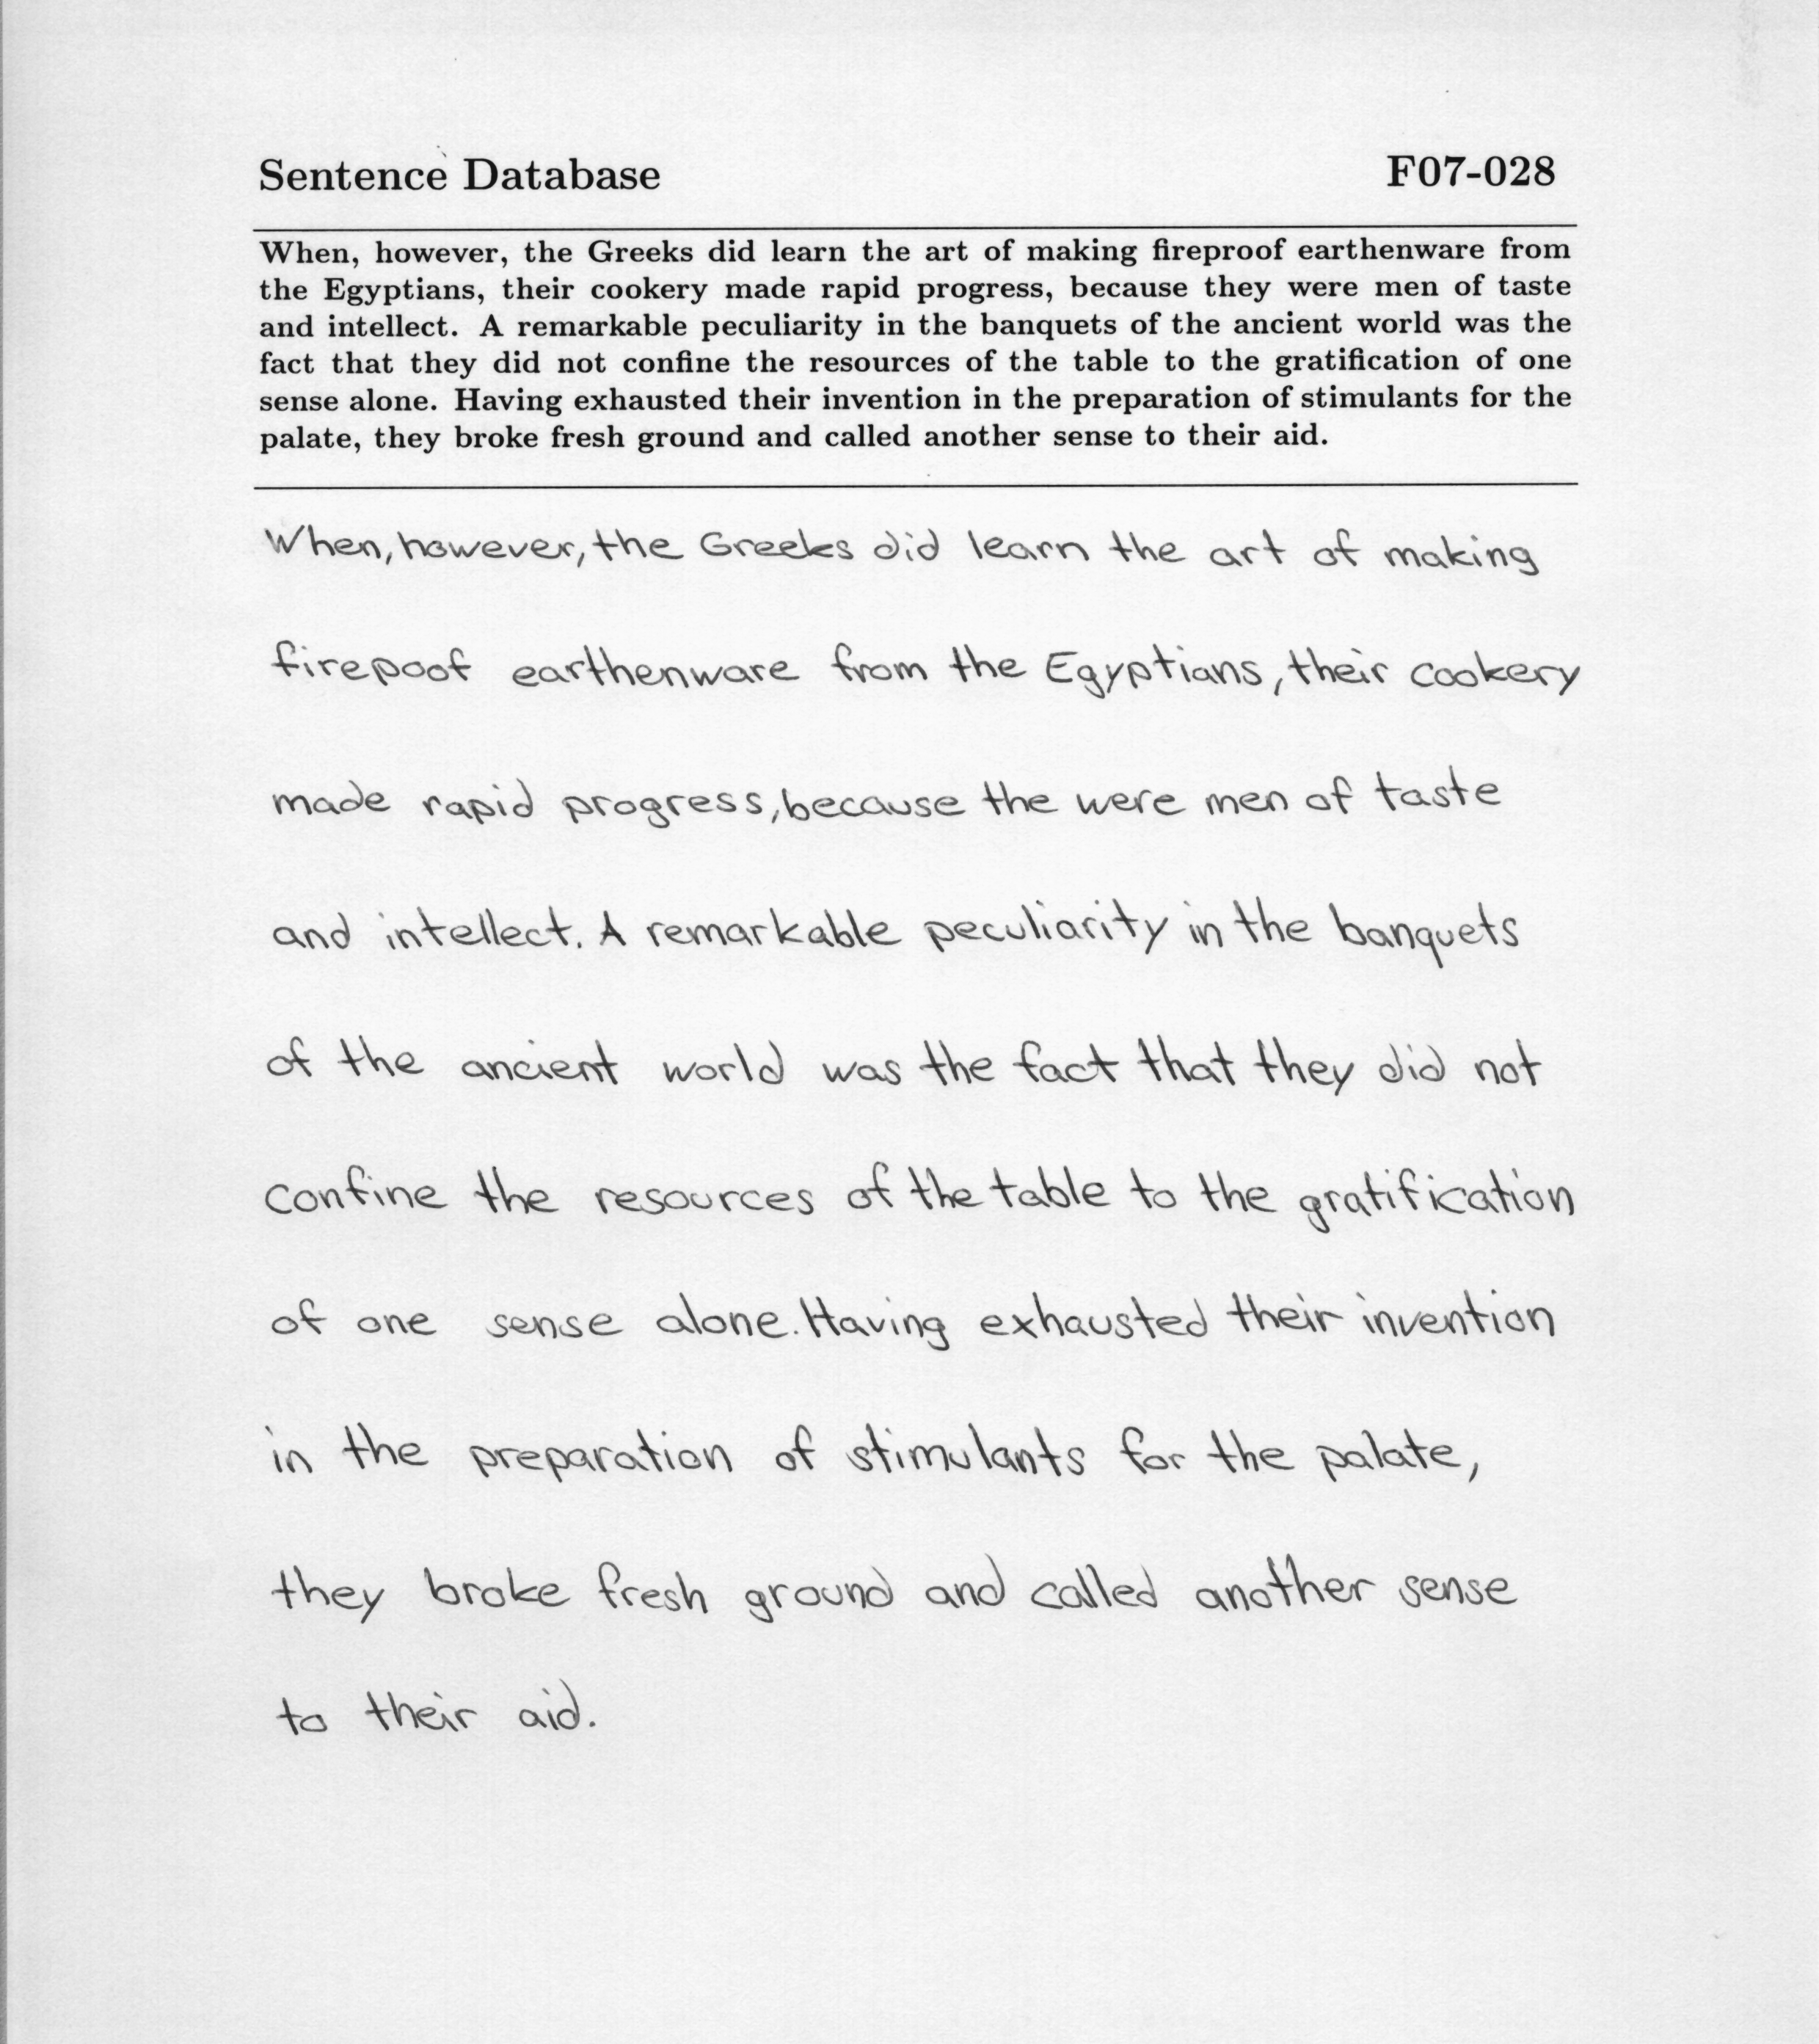 Sentence Database F07-028
When, however, the Greeks did learn the art of making fireproof earthenware from
the Egyptians, their cookery made rapid progress, because they were men of taste
and intellect. A remarkable peculiarity in the banquets of the ancient world was the
fact that they did not confine the resources of the table to the gratification of one
sense alone. Having exhausted their invention in the preparation of stimulants for the
palate, they broke fresh ground and called another sense to their aid.
When, however, the Greeks did learn the art of making
firepoof earthenware from the Egyptians, their cookery
made rapid progress, because the were men of taste
and intellect. A remarkable peculiarity in the banquets
of the ancient world was the fact that they did not
confine the resources of the table to the gratification
of one sense alone. Having exhausted their invention
in the preparation of stimulants for the palate,
they broke fresh ground and called another sense
to their aid.